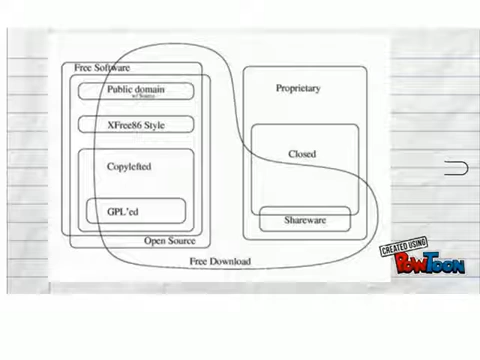 Free Software
Public domain
w/ Source
XFree86 Style
Copylefted
GPL'ed
Open Source
Proprietary
Closed
Shareware
Free Download
CREATED USING
POWTOON